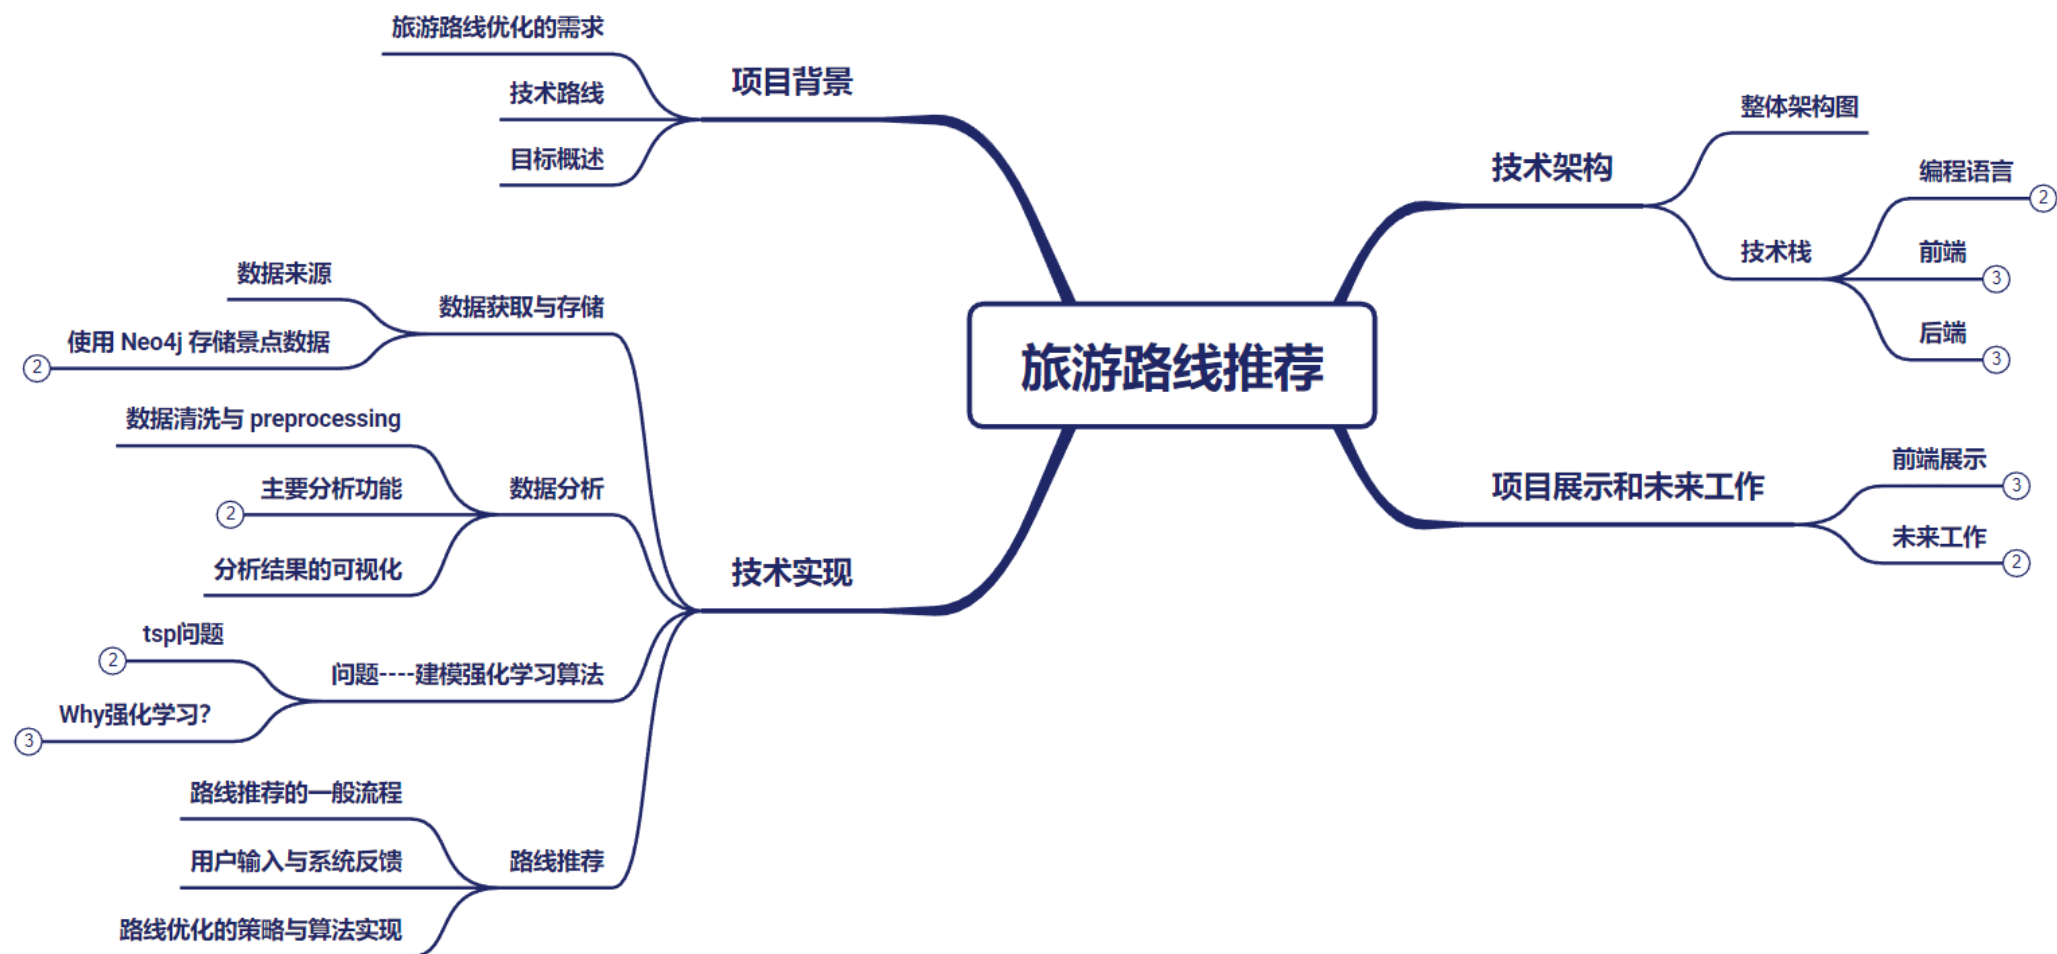 旅游路线推荐
项目背景
旅游路线优化的需求
技术路线
目标概述
技术架构
整体架构图
技术栈
编程语言
2
前端
3
后端
3
技术实现
数据获取与存储
数据来源
使用 Neo4j 存储景点数据
2
数据分析
数据清洗与 preprocessing
主要分析功能
2
分析结果的可视化
问题----建模强化学习算法
tsp问题
2
Why强化学习？
3
路线推荐
路线推荐的一般流程
用户输入与系统反馈
路线优化的策略与算法实现
项目展示和未来工作
前端展示
3
未来工作
2